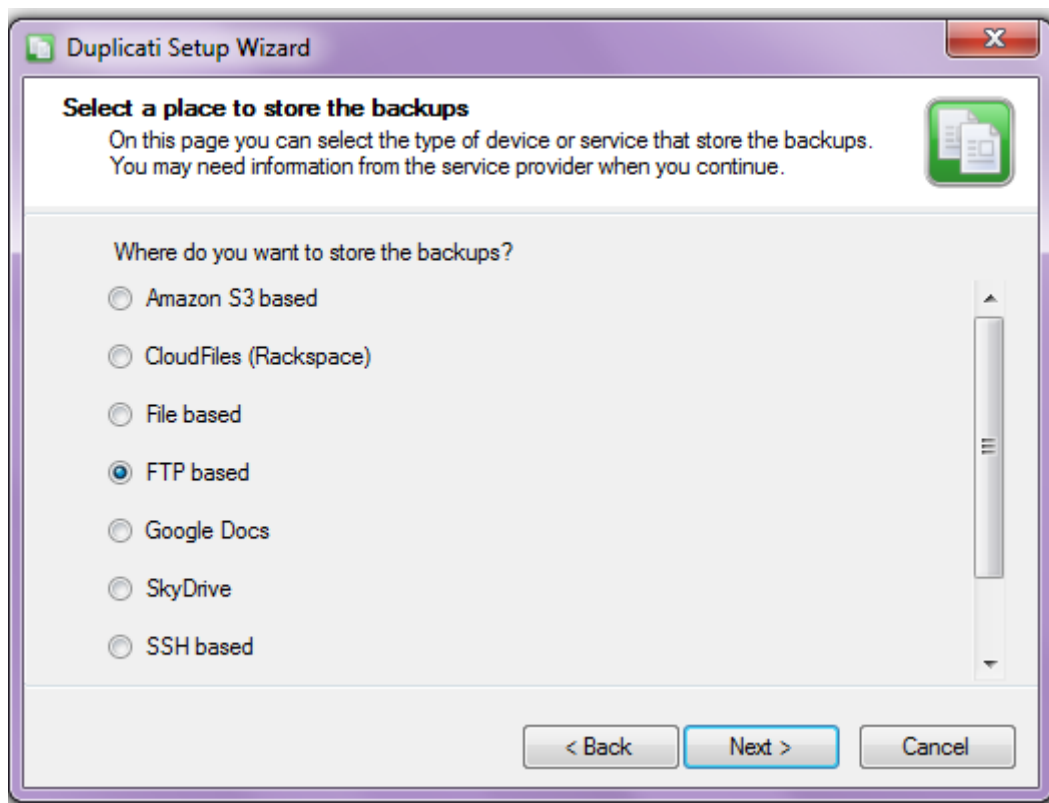 Duplicati Setup Wizard
Select a place to store the backups
On this page you can select the type of device or service that store the backups.
You may need information from the service provider when you continue.
Where do you want to store the backups?
Amazon S3 based
CloudFiles (Rackspace)
File based
FTP based
Google Docs
SkyDrive
SSH based
< Back Next > Cancel